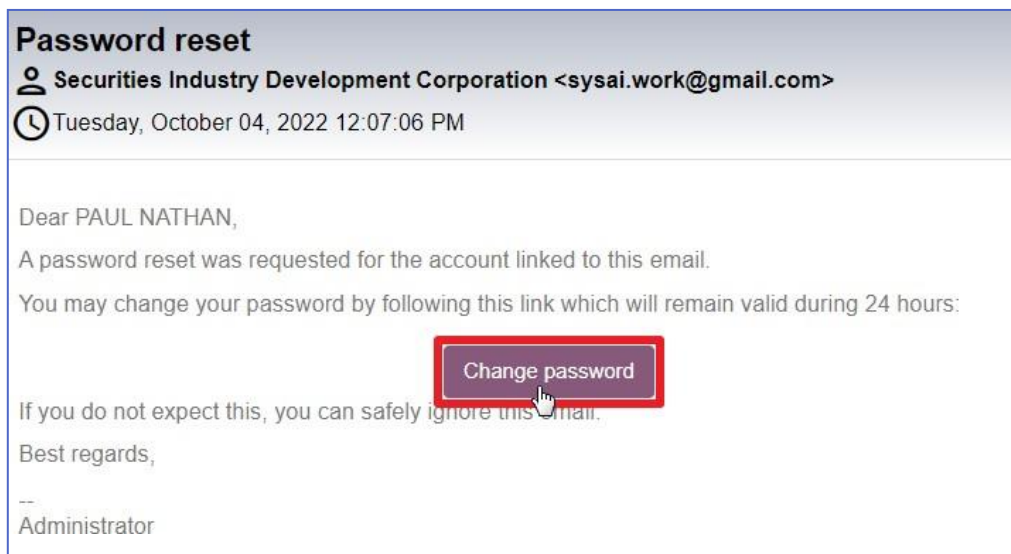 Password reset
Securities Industry Development Corporation <sysai.work@gmail.com>
Tuesday, October 04, 2022 12:07:06 PM
Dear PAUL NATHAN,
A password reset was requested for the account linked to this email.
You may change your password by following this link which will remain valid during 24 hours:
Change password
If you do not expect this, you can safely ignore this email.
Best regards,
--
Administrator